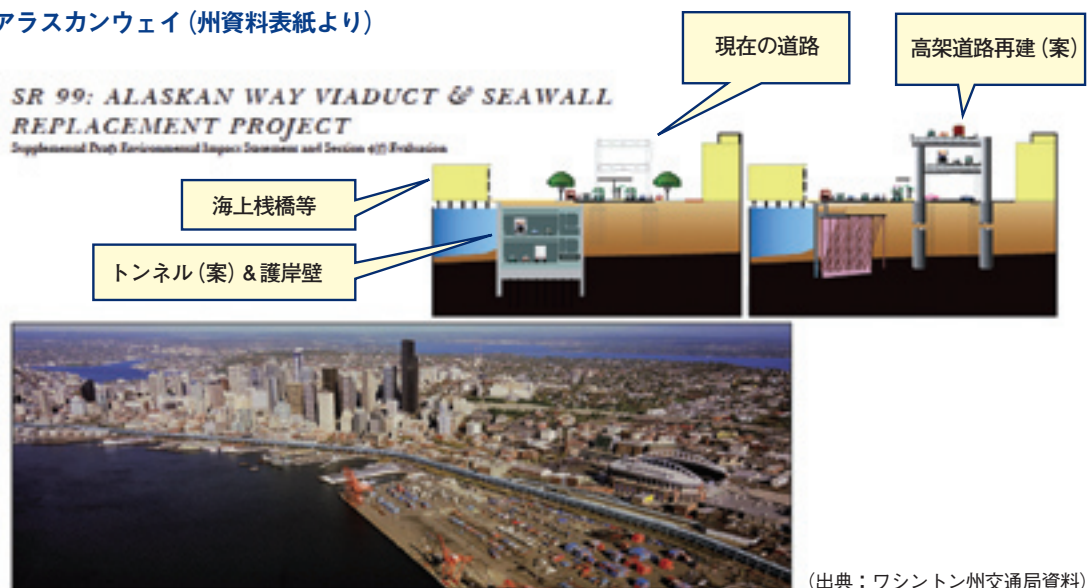 アラスカンウェイ（州資料表紙より）
現在の道路
高架道路再建（案）
SR 99: ALASKAN WAY VIADUCT & SEAWALL
REPLACEMENT PROJECT
Supplemental Draft Environmental Impact Statement and Section 4(f) Evaluation
海上桟橋等
トンネル（案）&護岸壁
（出典：ワシントン州交通局資料）